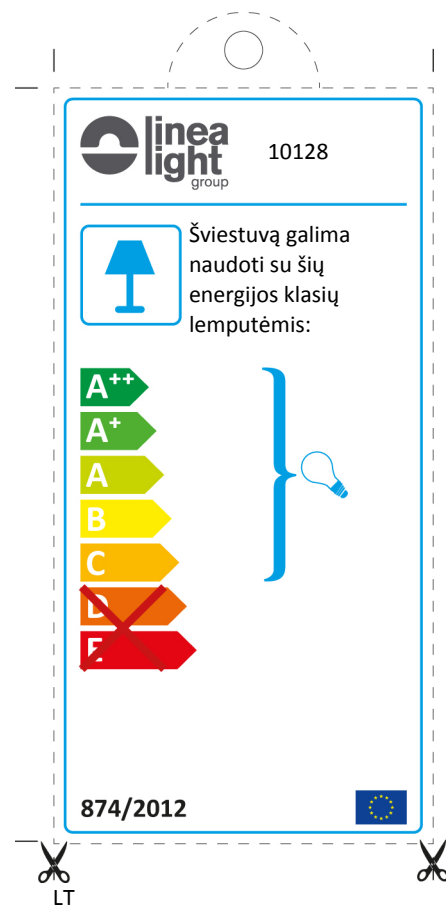 linea
light
group
10128
Šviestuvą galima
naudoti su šių
energijos klasių
lemputėmis:
A++
A+
A
B
C
D
E
874/2012
LT